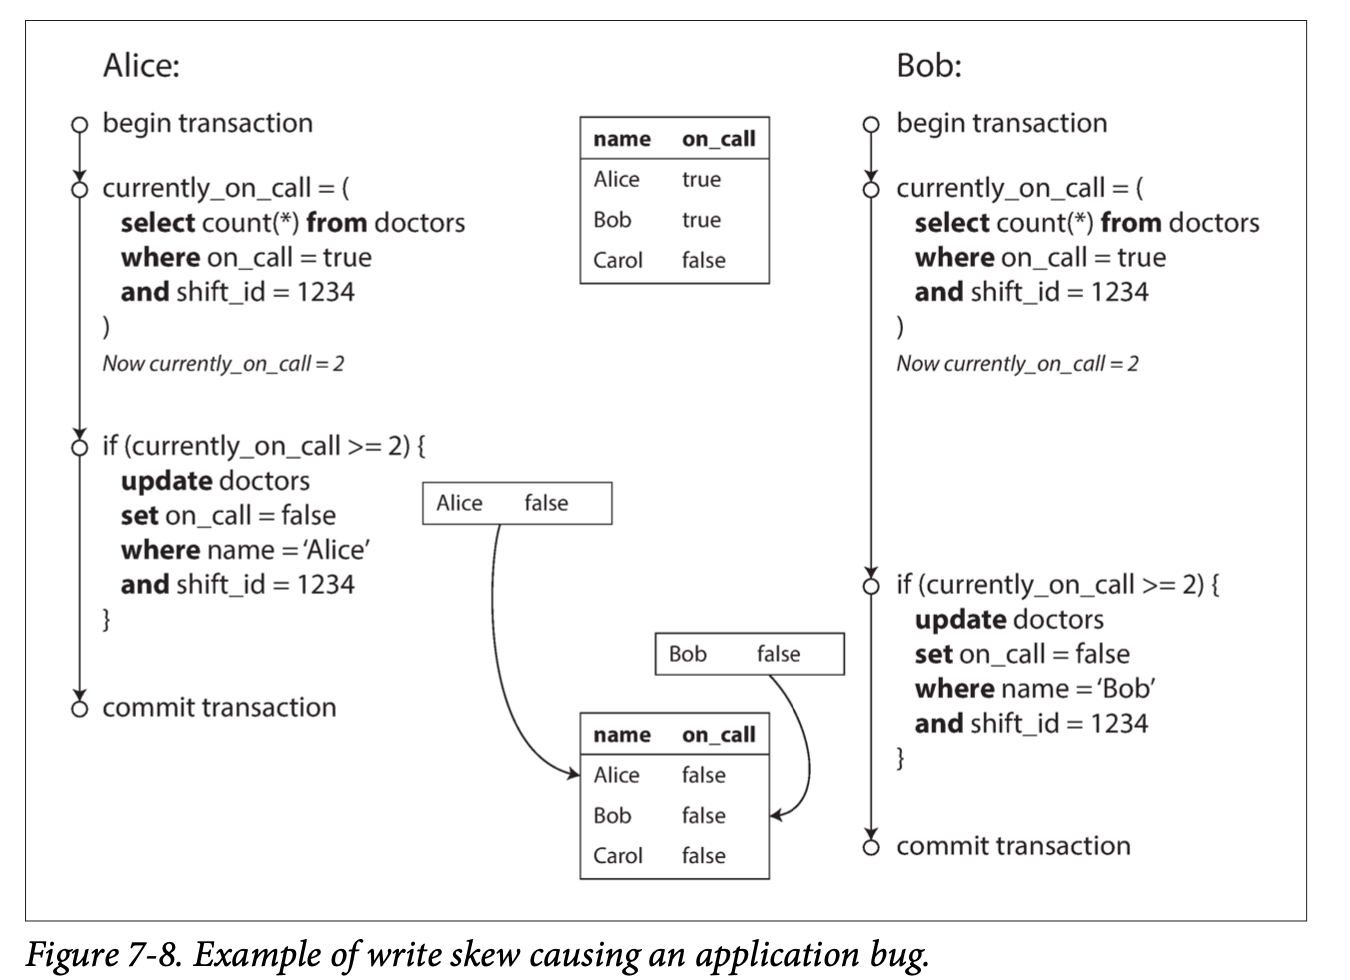 Alice:
begin transaction
currently_on_call = (
select count(*) from doctors
where on_call = true
and shift_id = 1234
)
Now currently_on_call = 2
if (currently_on_call >= 2) {
update doctors
set on_call = false
where name = ‘Alice’
and shift_id = 1234
}
commit transaction
name on_call
Alice true
Bob true
Carol false
Alice false
Bob false
name on_call
Alice false
Bob false
Carol false
Bob:
begin transaction
currently_on_call = (
select count(*) from doctors
where on_call = true
and shift_id = 1234
)
Now currently_on_call = 2
if (currently_on_call >= 2) {
update doctors
set on_call = false
where name = ‘Bob’
and shift_id = 1234
}
commit transaction
Figure 7-8. Example of write skew causing an application bug.